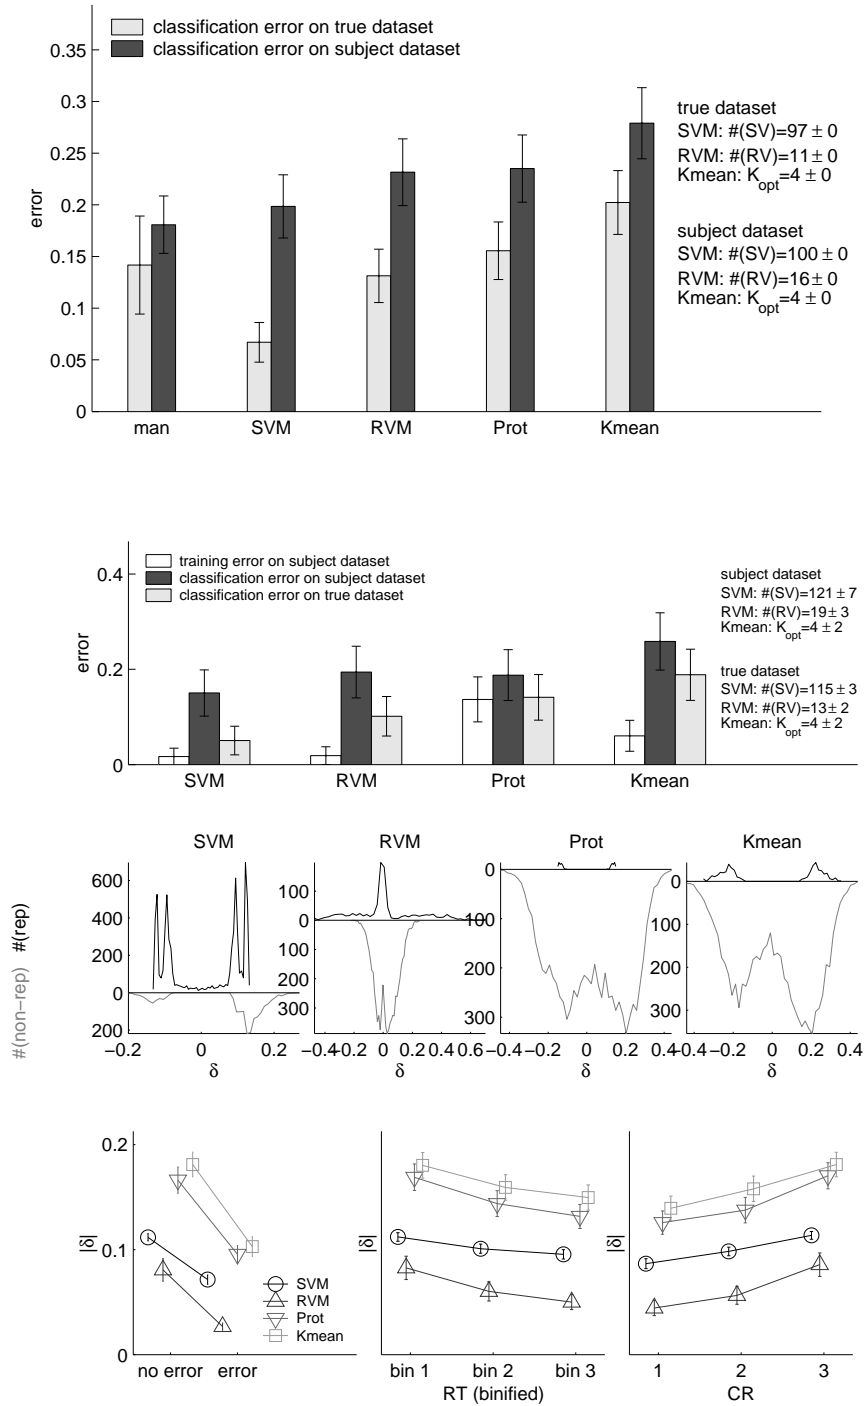 classification error on true dataset
classification error on subject dataset
0.35
0.3
0.25
0.2
0.15
0.1
0.05
0
error
man SVM RVM Prot Kmean
true dataset
SVM: #(SV)=97 ± 0
RVM: #(RV)=11 ± 0
Kmean: K_opt=4 ± 0
subject dataset
SVM: #(SV)=100 ± 0
RVM: #(RV)=16 ± 0
Kmean: K_opt=4 ± 0
training error on subject dataset
classification error on subject dataset
classification error on true dataset
0.4
0.2
0
error
SVM RVM Prot Kmean
subject dataset
SVM: #(SV)=121 ± 7
RVM: #(RV)=19 ± 3
Kmean: K_opt=4 ± 2
true dataset
SVM: #(SV)=115 ± 3
RVM: #(RV)=13 ± 2
Kmean: K_opt=4 ± 2
SVM RVM Prot Kmean
#(non−rep) #(rep)
600
400
200
0
0
200
−0.2 0 0.2
δ
200
100
0
0
100
200
300
−0.4 −0.2 0 0.2 0.4 0.6
δ
0
0
100
200
300
−0.4 −0.2 0 0.2 0.4
δ
0
0
100
200
300
−0.4 −0.2 0 0.2 0.4
δ
0.2
0.1
0
|δ|
SVM
RVM
Prot
Kmean
no error error
|δ|
bin 1 bin 2 bin 3
RT (binified)
|δ|
1 2 3
CR